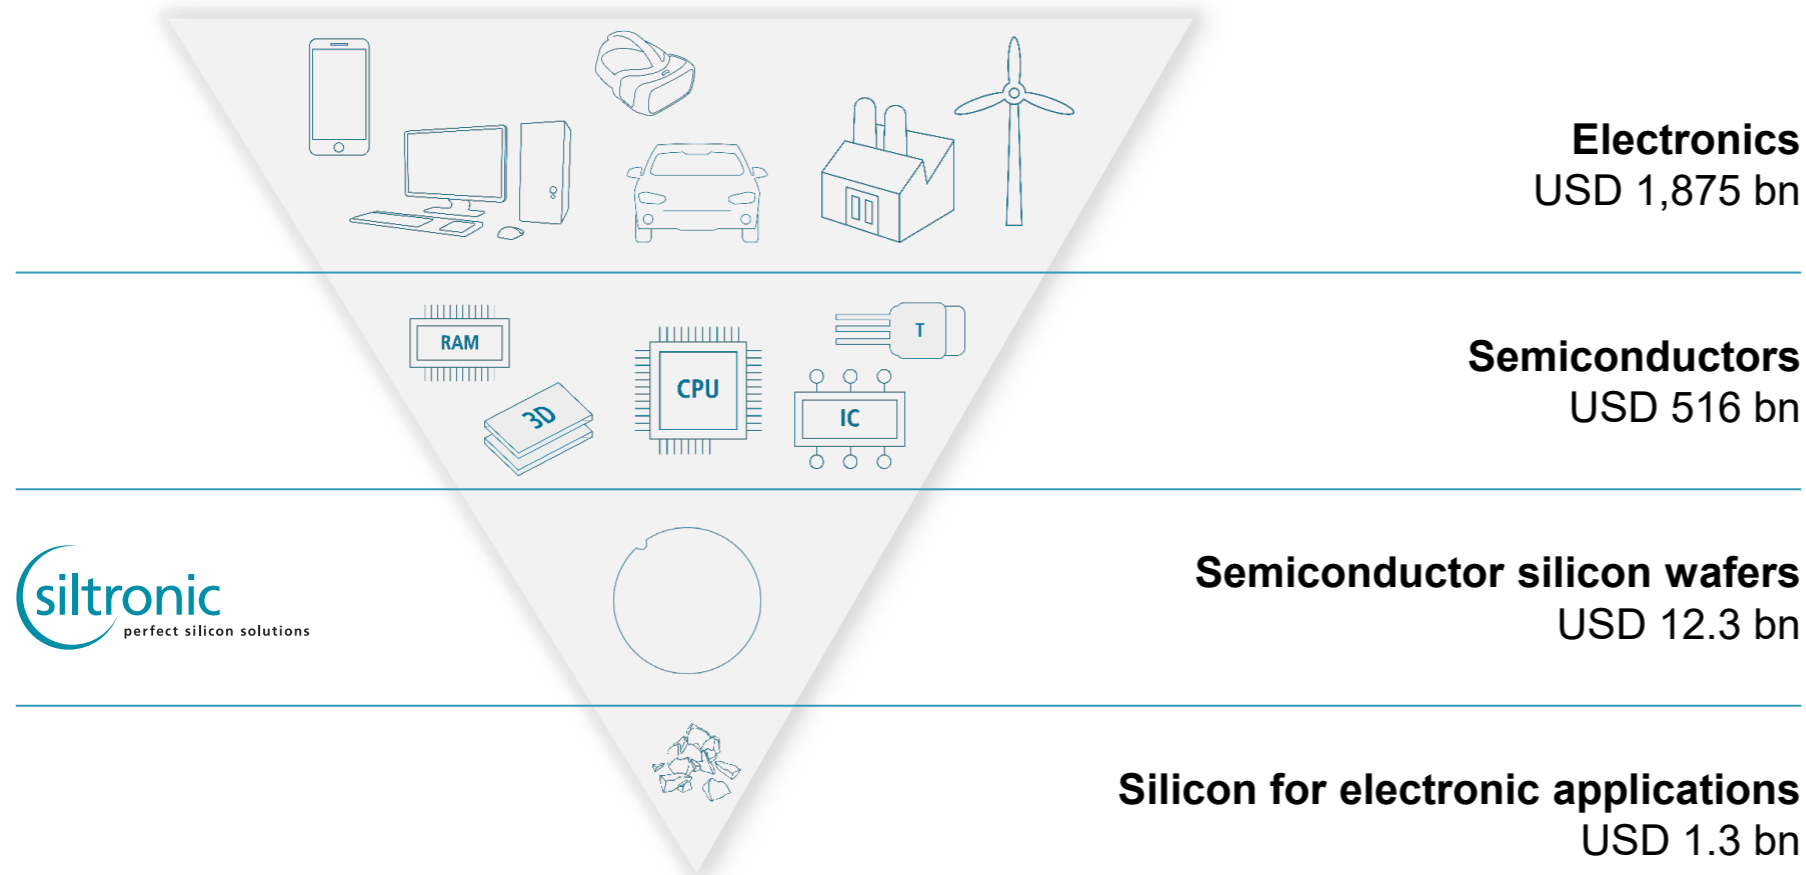 Electronics
USD 1,875 bn
RAM
3D
CPU
T
IC
Semiconductors
USD 516 bn
siltronic
perfect silicon solutions
Semiconductor silicon wafers
USD 12.3 bn
Silicon for electronic applications
USD 1.3 bn